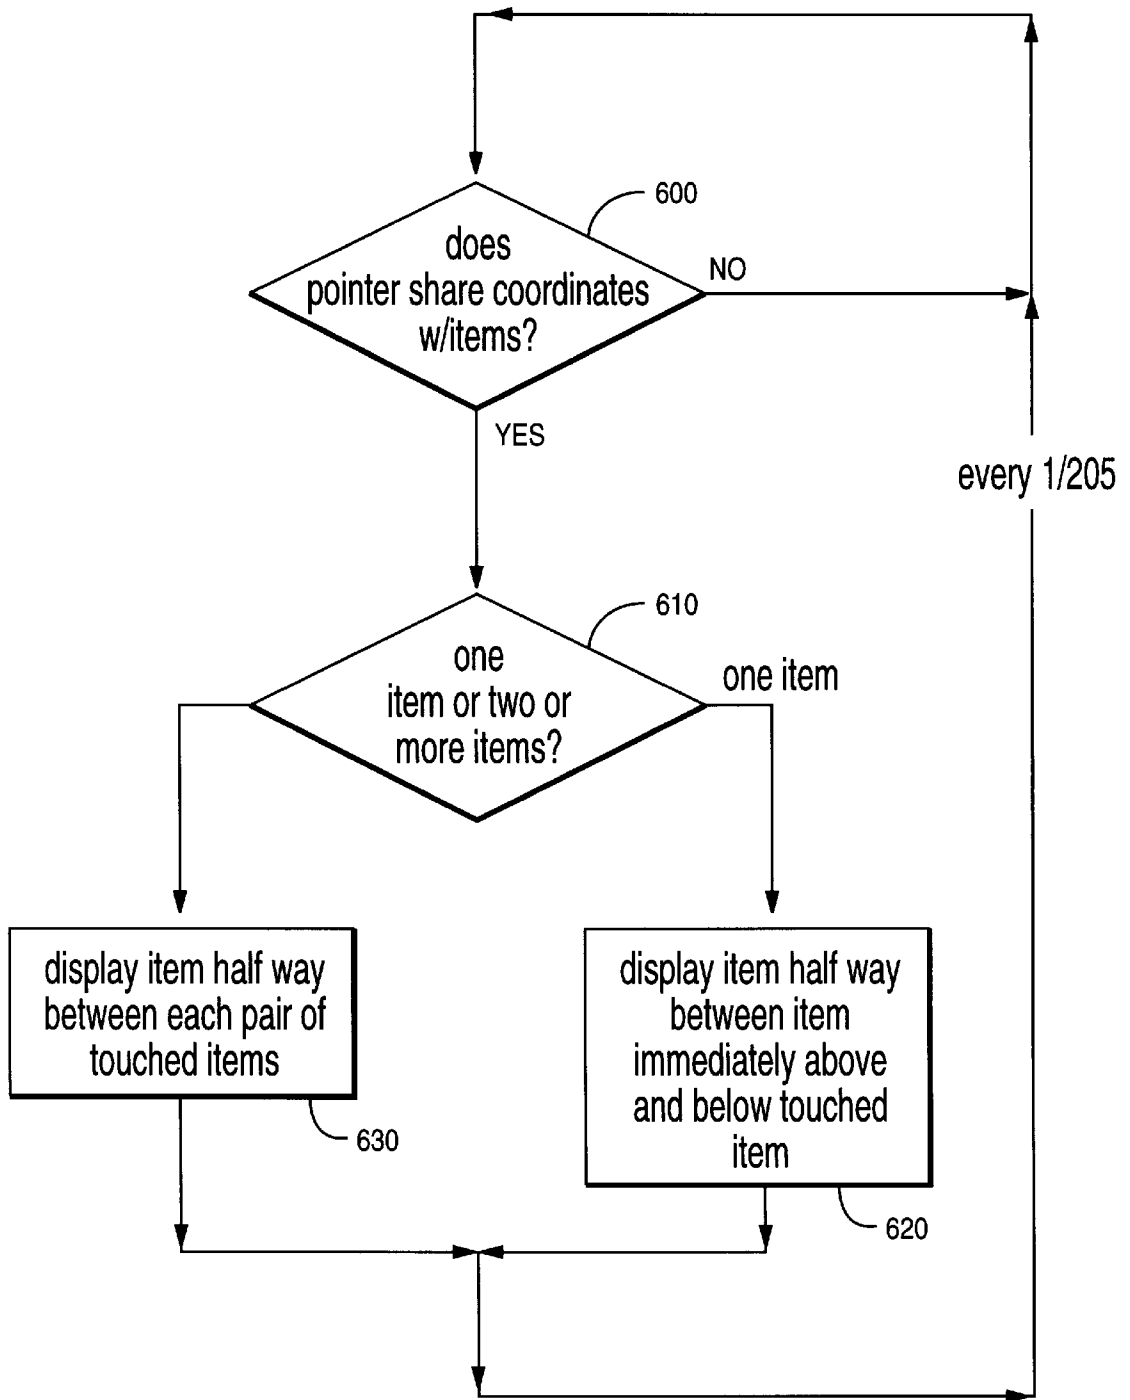 600
does
pointer share coordinates
w/items?
NO
YES
every 1/205
610
one
item or two or
more items?
one item
display item half way
between each pair of
touched items
630
display item half way
between item
immediately above
and below touched
item
620